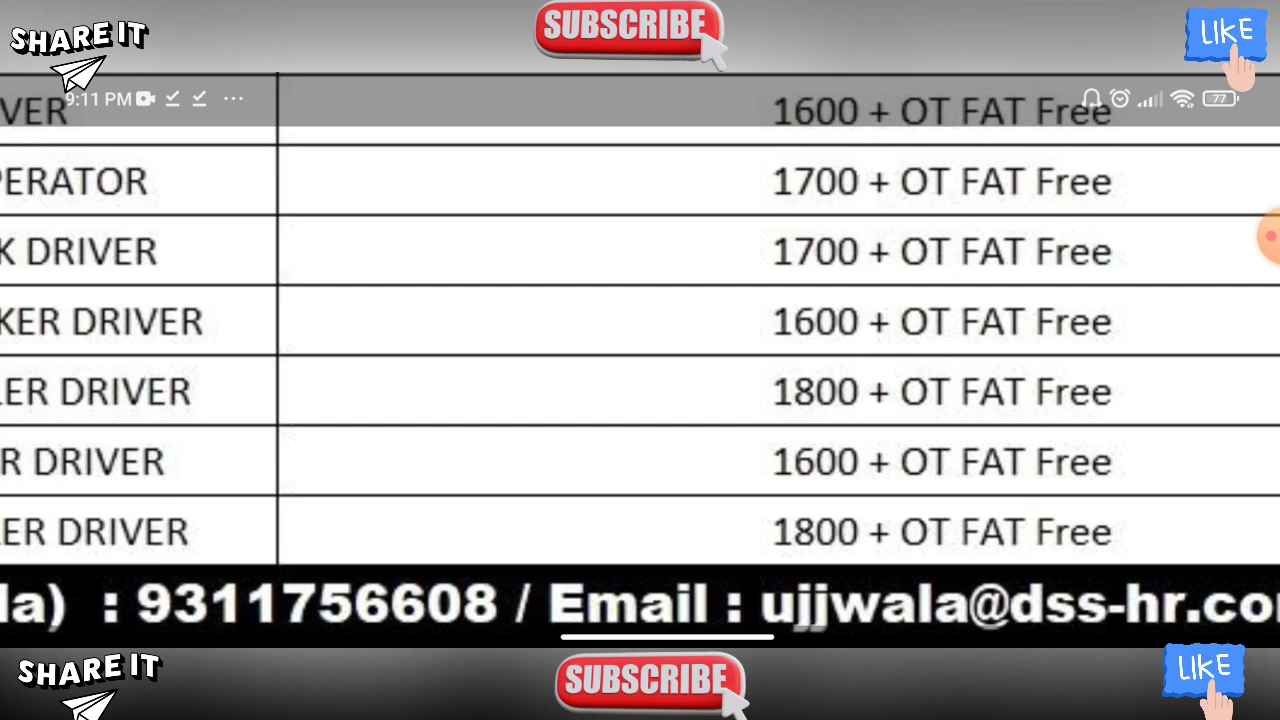 SHARE IT SUBSCRIBE LIKE
9:11 PM 77
VER 1600 + OT FAT Free
PERATOR 1700 + OT FAT Free
K DRIVER 1700 + OT FAT Free
KER DRIVER 1600 + OT FAT Free
LER DRIVER 1800 + OT FAT Free
R DRIVER 1600 + OT FAT Free
LER DRIVER 1800 + OT FAT Free
la) : 9311756608 / Email : ujjwala@dss-hr.co
SHARE IT SUBSCRIBE LIKE